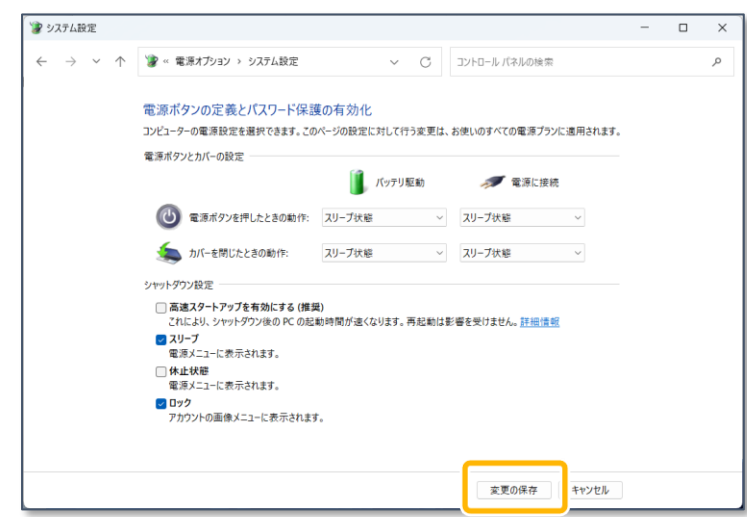 システム設定
« 電源オプション › システム設定
コントロール パネルの検索
電源ボタンの定義とパスワード保護の有効化
コンピューターの電源設定を選択できます。このページの設定に対して行う変更は、お使いのすべての電源プランに適用されます。
電源ボタンとカバーの設定
バッテリ駆動 電源に接続
電源ボタンを押したときの動作: スリープ状態 スリープ状態
カバーを閉じたときの動作: スリープ状態 スリープ状態
シャットダウン設定
高速スタートアップを有効にする (推奨)
これにより、シャットダウン後の PC の起動時間が速くなります。再起動は影響を受けません。詳細情報
スリープ
電源メニューに表示されます。
休止状態
電源メニューに表示されます。
ロック
アカウントの画像メニューに表示されます。
変更の保存 キャンセル